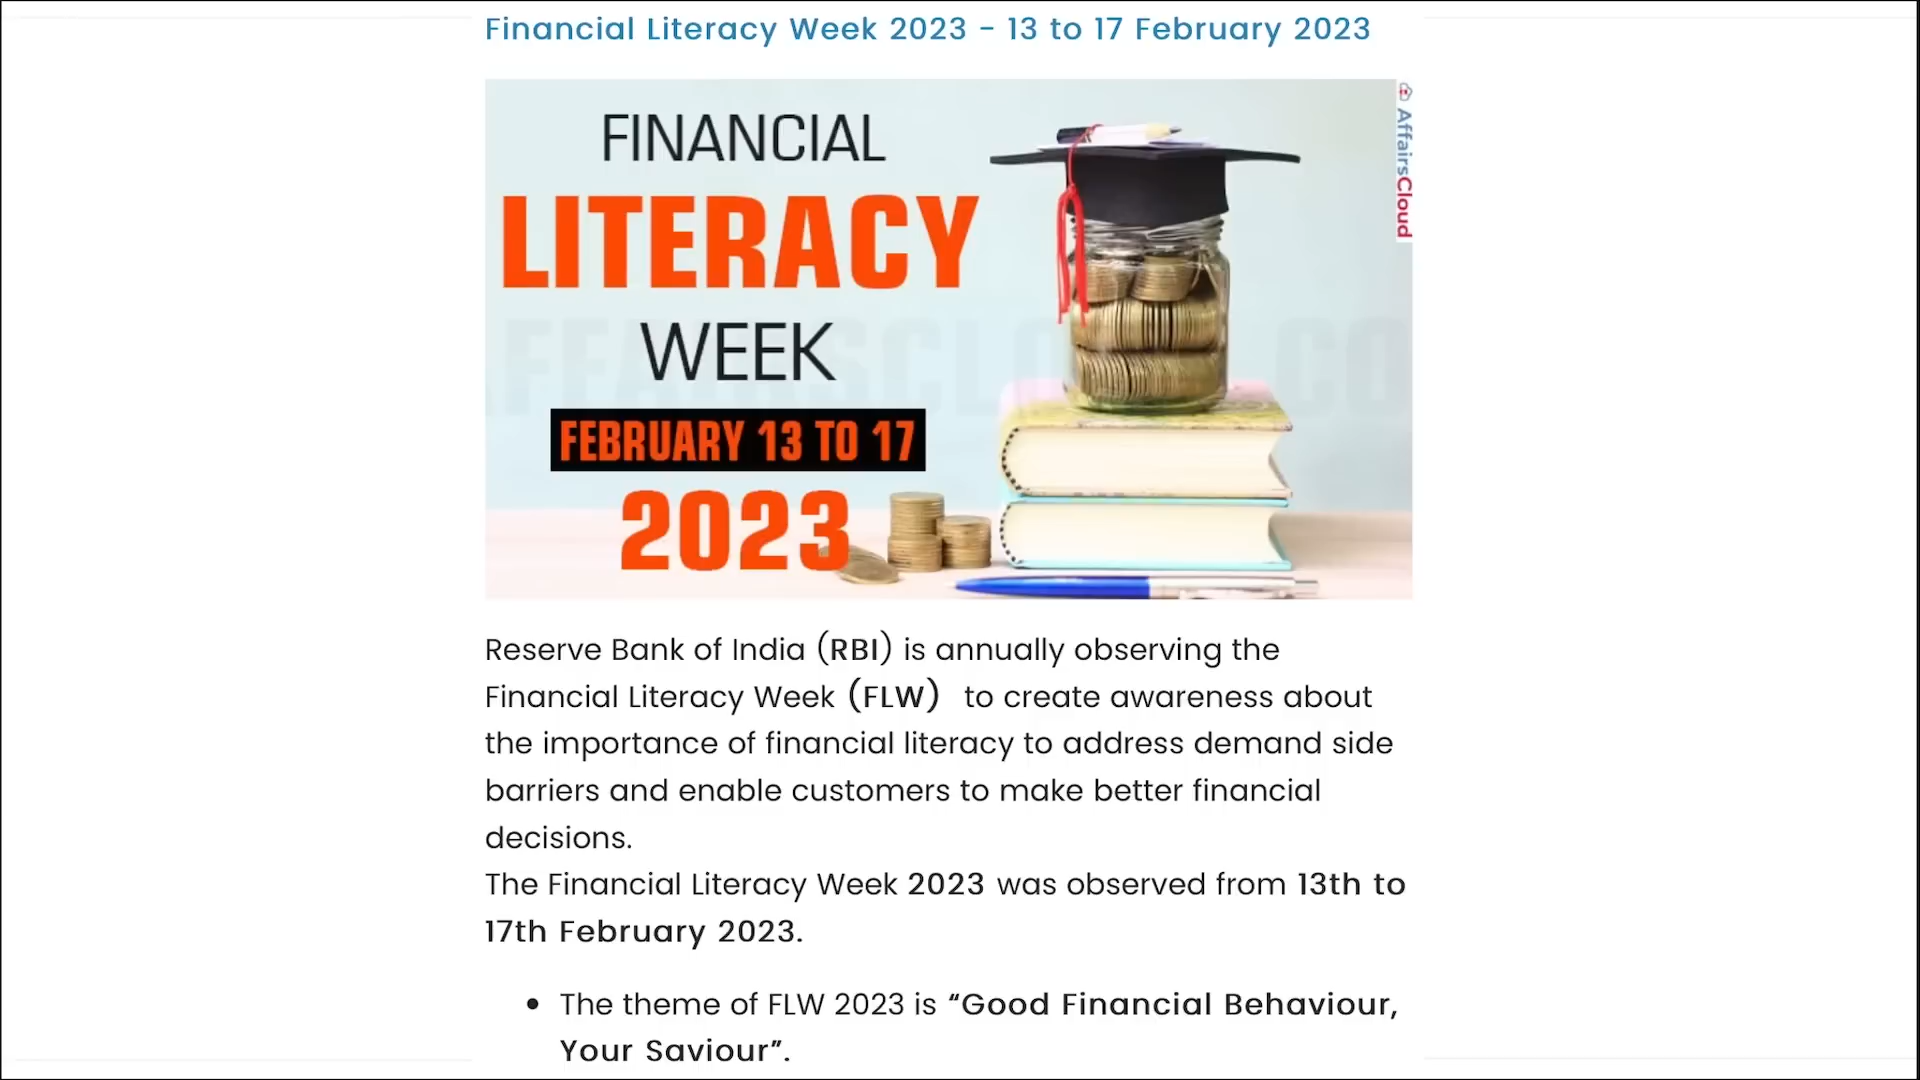 Financial Literacy Week 2023 - 13 to 17 February 2023
FINANCIAL
LITERACY
WEEK
FEBRUARY 13 TO 17
2023
AffairsCloud
AFFAIRSCLOUD.CO
Reserve Bank of India (RBI) is annually observing the
Financial Literacy Week (FLW) to create awareness about
the importance of financial literacy to address demand side
barriers and enable customers to make better financial
decisions.
The Financial Literacy Week 2023 was observed from 13th to
17th February 2023.
• The theme of FLW 2023 is “Good Financial Behaviour,
Your Saviour”.